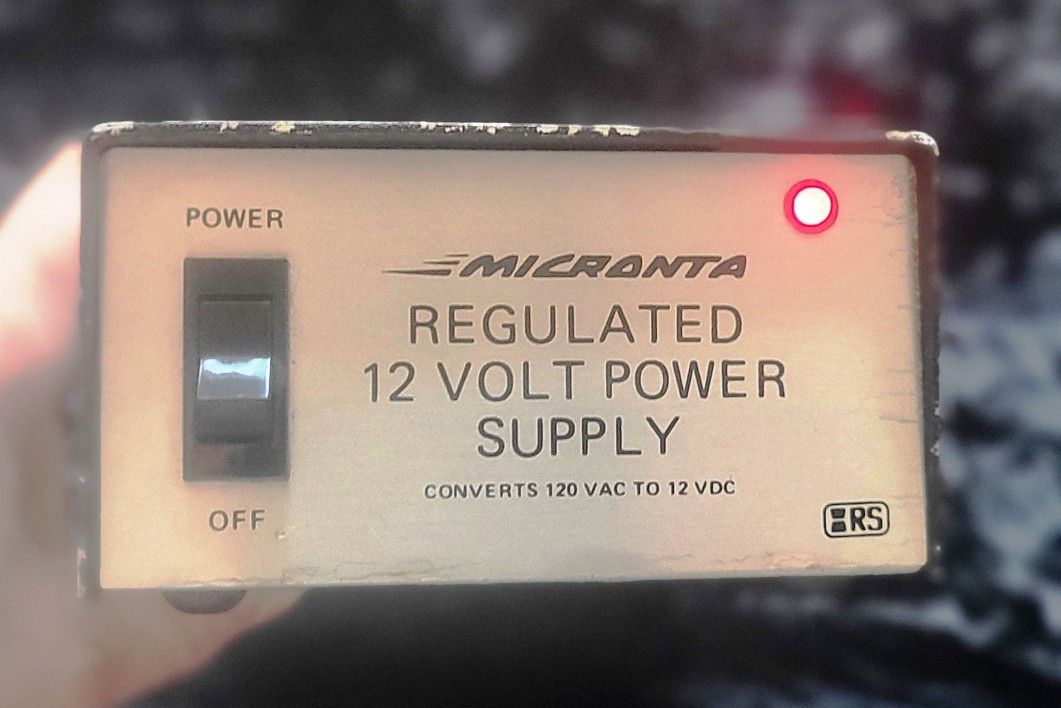 POWER
MICRONTA
REGULATED
12 VOLT POWER
SUPPLY
CONVERTS 120 VAC TO 12 VDC
OFF
RS